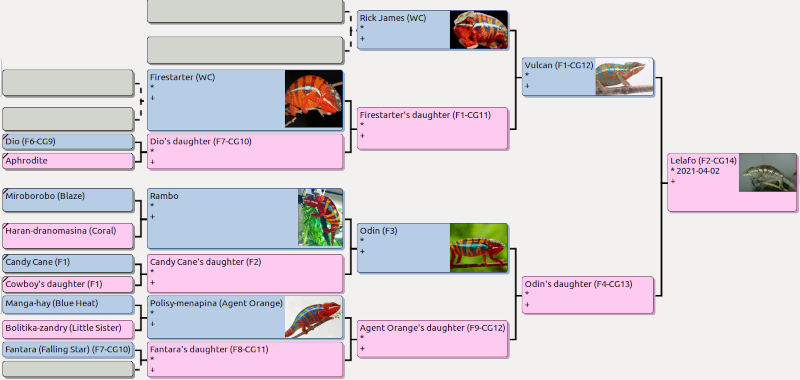 Rick James (WC)
*
+
Firestarter (WC)
*
+
Vulcan (F1-CG12)
*
+
Firestarter's daughter (F1-CG11)
*
+
Dio (F6-CG9)
Aphrodite
Dio's daughter (F7-CG10)
*
+
Lelafo (F2-CG14)
* 2021-04-02
+
Miroborobo (Blaze)
Haran-dranomasina (Coral)
Rambo
*
+
Odin (F3)
*
+
Candy Cane (F1)
Cowboy's daughter (F1)
Candy Cane's daughter (F2)
*
+
Odin's daughter (F4-CG13)
*
+
Manga-hay (Blue Heat)
Bolitika-zandry (Little Sister)
Polisy-menapina (Agent Orange)
*
+
Agent Orange's daughter (F9-CG12)
*
+
Fantara (Falling Star) (F7-CG10)
Fantara's daughter (F8-CG11)
*
+